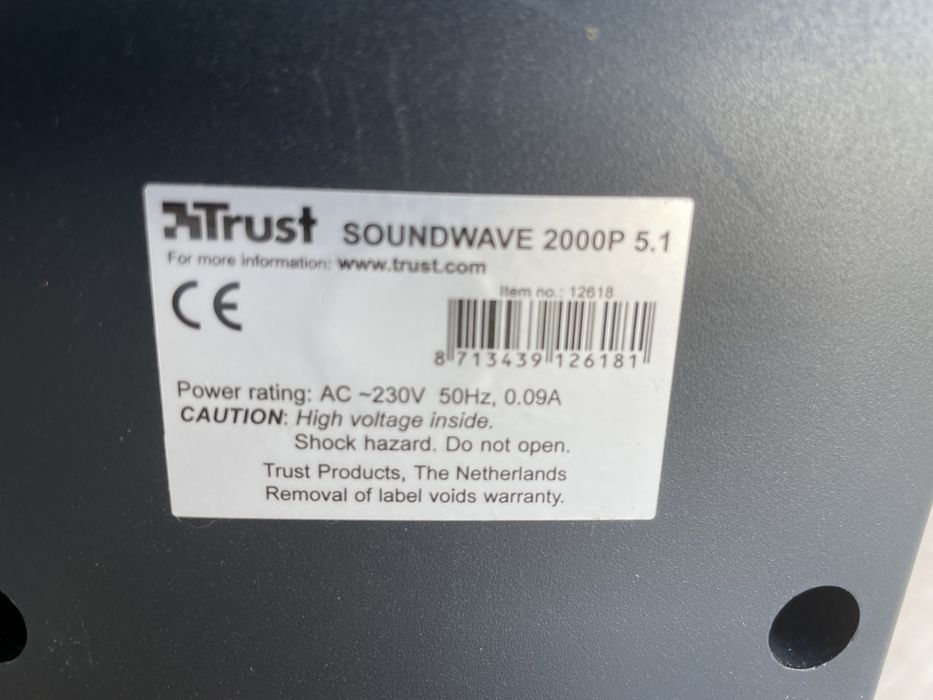 Trust SOUNDWAVE 2000P 5.1
For more information: www.trust.com
CE
Item no.: 12618
8 713439 126181
Power rating: AC ~230V 50Hz, 0.09A
CAUTION: High voltage inside.
Shock hazard. Do not open.
Trust Products, The Netherlands
Removal of label voids warranty.